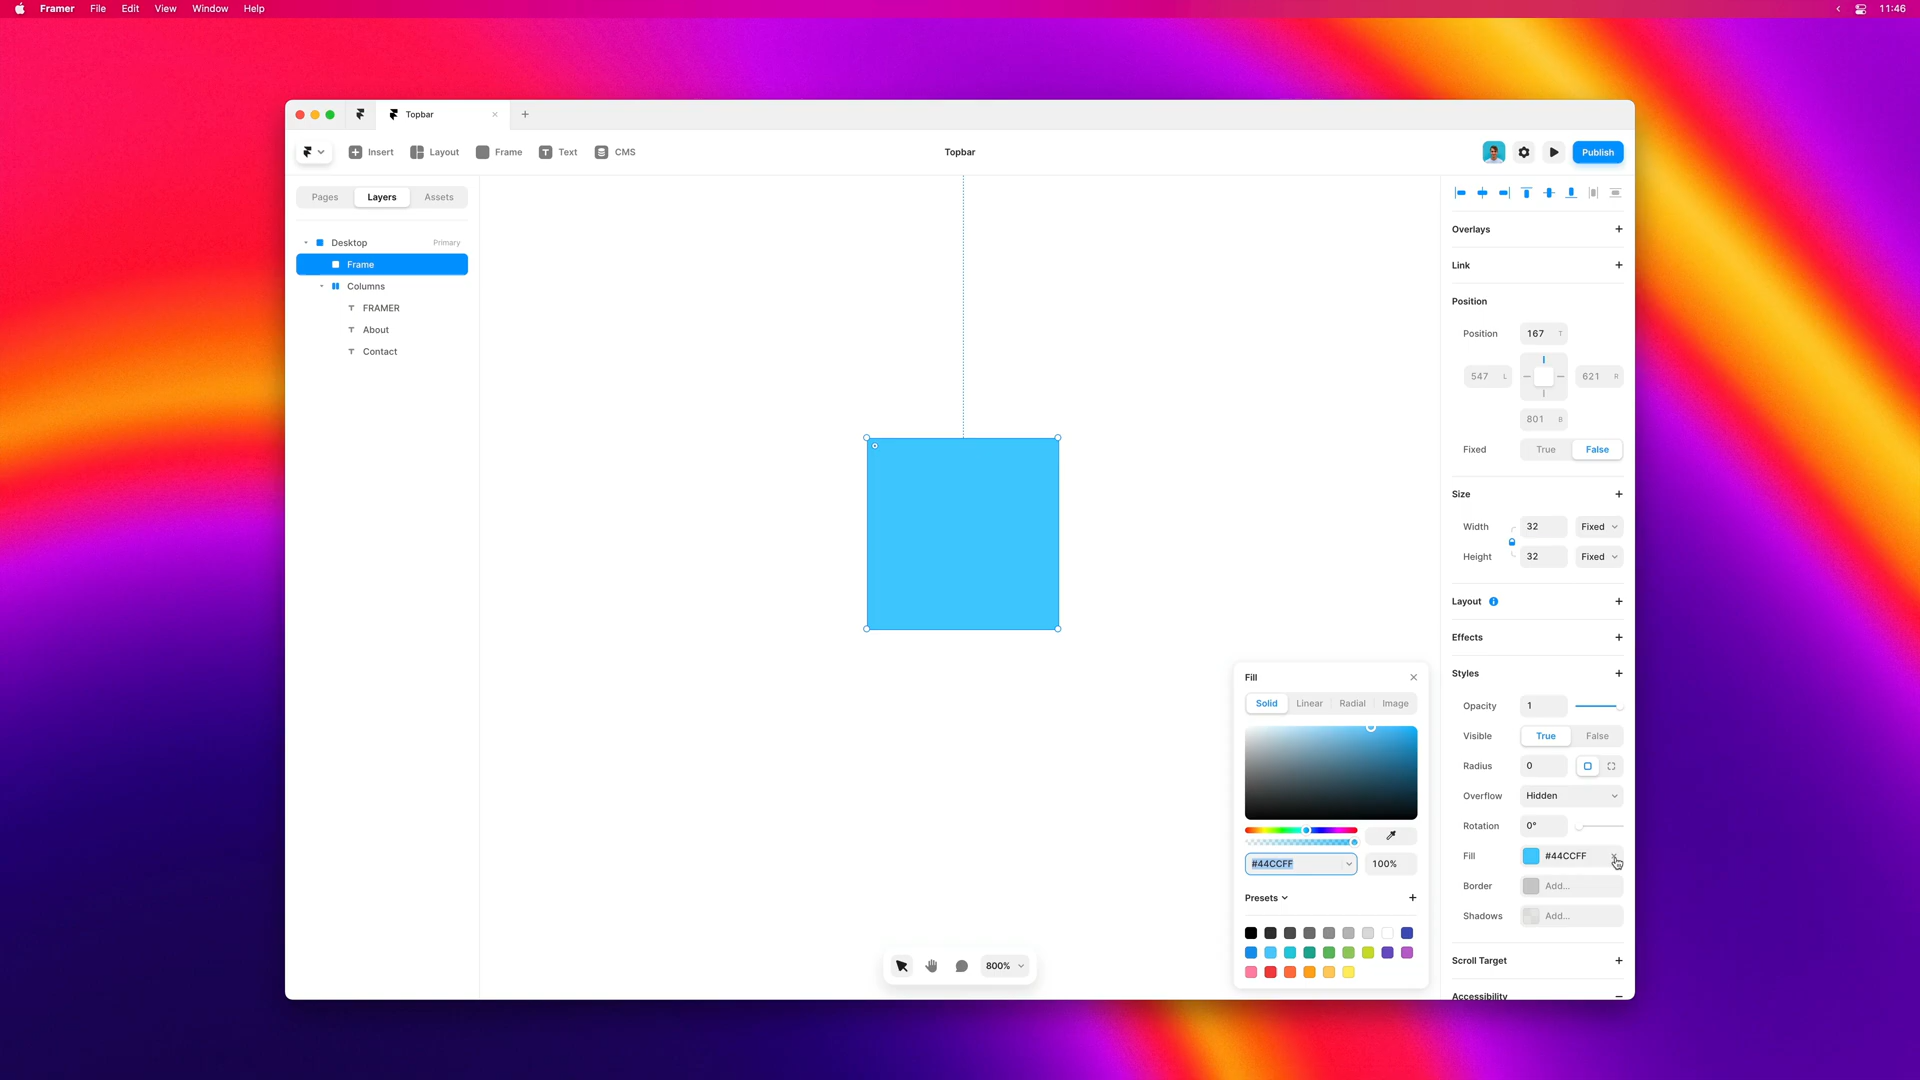 Framer File Edit View Window Help 11:46
Topbar
Insert Layout Frame Text CMS Topbar Publish
Pages Layers Assets
Desktop Primary
Frame
Columns
FRAMER
About
Contact
800%
Fill
Solid Linear Radial Image
#44CCFF 100%
Presets
Overlays
Link
Position
Position 167 T
547 L 621 R
801 B
Fixed True False
Size
Width 32 Fixed
Height 32 Fixed
Layout
Effects
Styles
Opacity 1
Visible True False
Radius 0
Overflow Hidden
Rotation 0°
Fill #44CCFF
Border Add...
Shadows Add...
Scroll Target
Accessibility